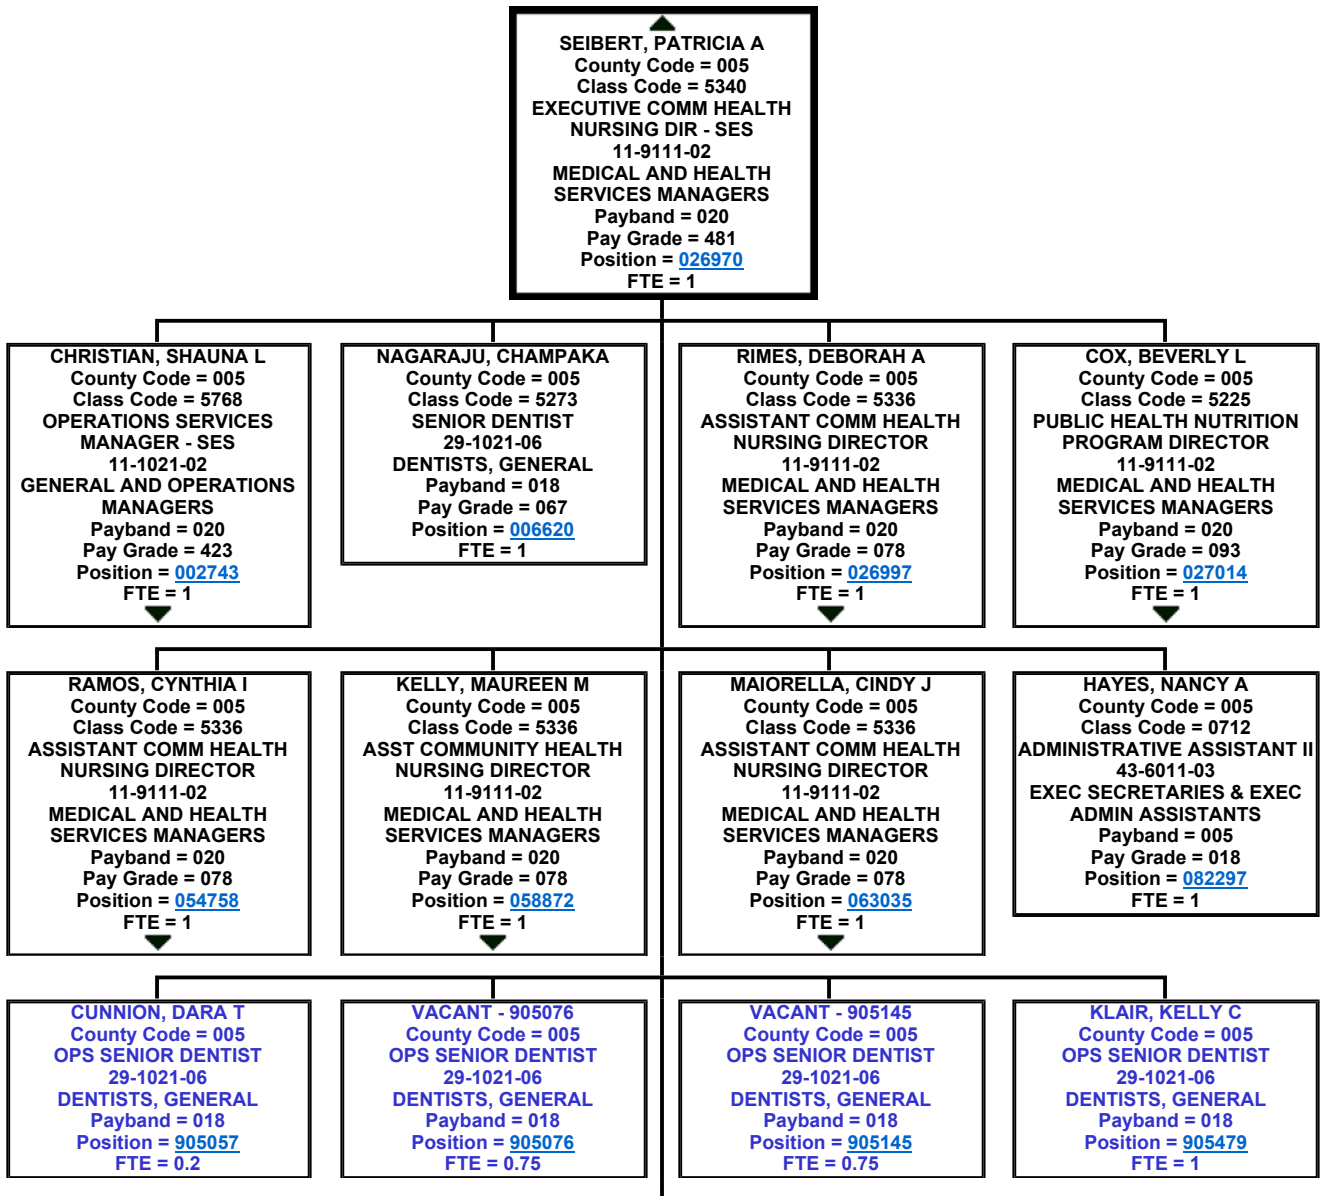 SEIBERT, PATRICIA A
County Code = 005
Class Code = 5340
EXECUTIVE COMM HEALTH
NURSING DIR - SES
11-9111-02
MEDICAL AND HEALTH
SERVICES MANAGERS
Payband = 020
Pay Grade = 481
Position = 026970
FTE = 1
CHRISTIAN, SHAUNA L
County Code = 005
Class Code = 5768
OPERATIONS SERVICES
MANAGER - SES
11-1021-02
GENERAL AND OPERATIONS
MANAGERS
Payband = 020
Pay Grade = 423
Position = 002743
FTE = 1
NAGARAJU, CHAMPAKA
County Code = 005
Class Code = 5273
SENIOR DENTIST
29-1021-06
DENTISTS, GENERAL
Payband = 018
Pay Grade = 067
Position = 006620
FTE = 1
RIMES, DEBORAH A
County Code = 005
Class Code = 5336
ASSISTANT COMM HEALTH
NURSING DIRECTOR
11-9111-02
MEDICAL AND HEALTH
SERVICES MANAGERS
Payband = 020
Pay Grade = 078
Position = 026997
FTE = 1
COX, BEVERLY L
County Code = 005
Class Code = 5225
PUBLIC HEALTH NUTRITION
PROGRAM DIRECTOR
11-9111-02
MEDICAL AND HEALTH
SERVICES MANAGERS
Payband = 020
Pay Grade = 093
Position = 027014
FTE = 1
RAMOS, CYNTHIA I
County Code = 005
Class Code = 5336
ASSISTANT COMM HEALTH
NURSING DIRECTOR
11-9111-02
MEDICAL AND HEALTH
SERVICES MANAGERS
Payband = 020
Pay Grade = 078
Position = 054758
FTE = 1
KELLY, MAUREEN M
County Code = 005
Class Code = 5336
ASST COMMUNITY HEALTH
NURSING DIRECTOR
11-9111-02
MEDICAL AND HEALTH
SERVICES MANAGERS
Payband = 020
Pay Grade = 078
Position = 058872
FTE = 1
MAIORELLA, CINDY J
County Code = 005
Class Code = 5336
ASSISTANT COMM HEALTH
NURSING DIRECTOR
11-9111-02
MEDICAL AND HEALTH
SERVICES MANAGERS
Payband = 020
Pay Grade = 078
Position = 063035
FTE = 1
HAYES, NANCY A
County Code = 005
Class Code = 0712
ADMINISTRATIVE ASSISTANT II
43-6011-03
EXEC SECRETARIES & EXEC
ADMIN ASSISTANTS
Payband = 005
Pay Grade = 018
Position = 082297
FTE = 1
CUNNION, DARA T
County Code = 005
OPS SENIOR DENTIST
29-1021-06
DENTISTS, GENERAL
Payband = 018
Position = 905057
FTE = 0.2
VACANT - 905076
County Code = 005
OPS SENIOR DENTIST
29-1021-06
DENTISTS, GENERAL
Payband = 018
Position = 905076
FTE = 0.75
VACANT - 905145
County Code = 005
OPS SENIOR DENTIST
29-1021-06
DENTISTS, GENERAL
Payband = 018
Position = 905145
FTE = 0.75
KLAIR, KELLY C
County Code = 005
OPS SENIOR DENTIST
29-1021-06
DENTISTS, GENERAL
Payband = 018
Position = 905479
FTE = 1